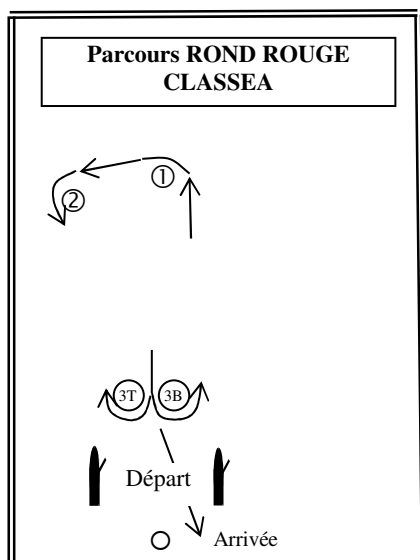 Parcours ROND ROUGE
CLASSEA
①
②
3T 3B
Départ
Arrivée